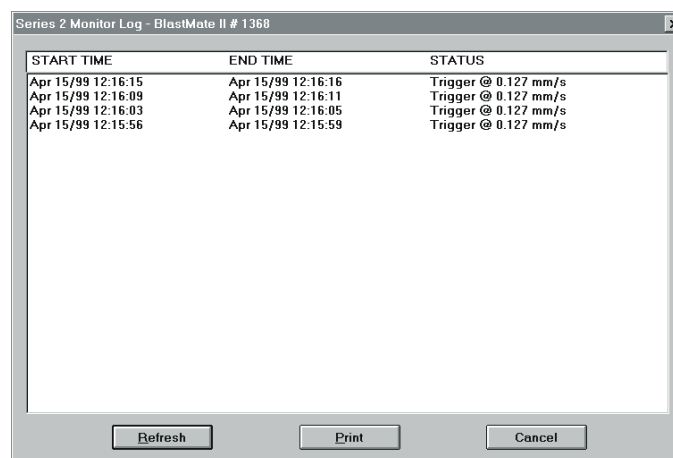 Series 2 Monitor Log - BlastMate II # 1368
START TIME END TIME STATUS
Apr 15/99 12:16:15 Apr 15/99 12:16:16 Trigger @ 0.127 mm/s
Apr 15/99 12:16:09 Apr 15/99 12:16:11 Trigger @ 0.127 mm/s
Apr 15/99 12:16:03 Apr 15/99 12:16:05 Trigger @ 0.127 mm/s
Apr 15/99 12:15:56 Apr 15/99 12:15:59 Trigger @ 0.127 mm/s
Refresh Print Cancel